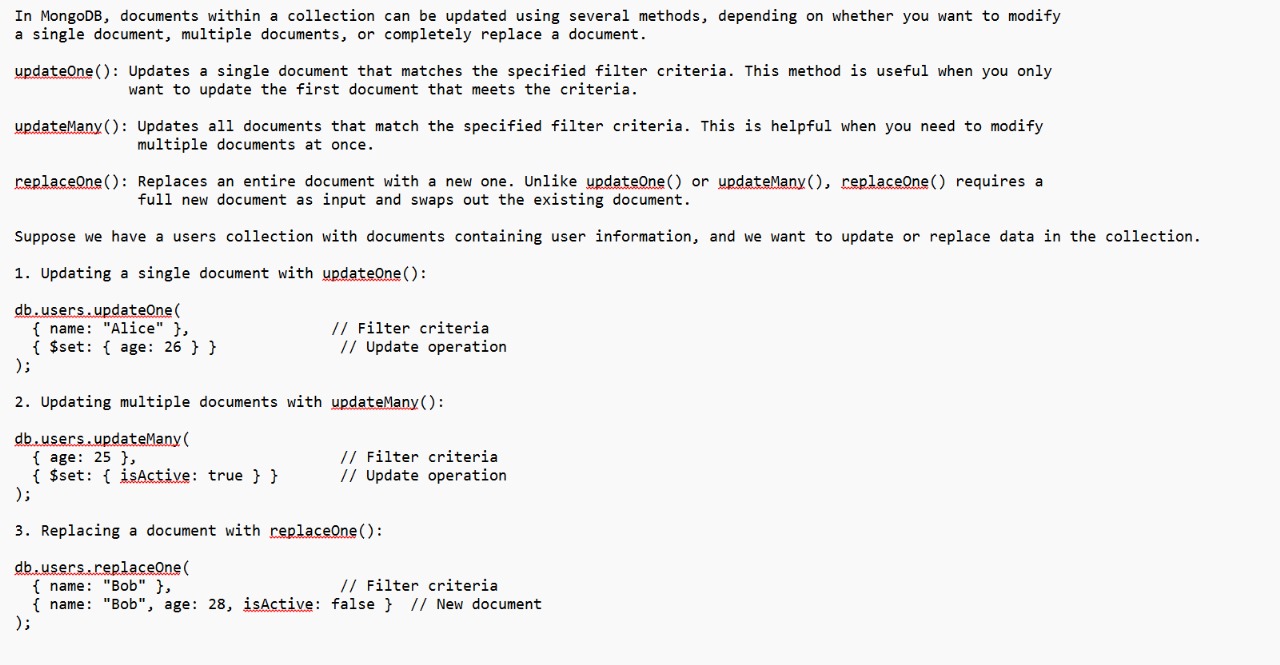 In MongoDB, documents within a collection can be updated using several methods, depending on whether you want to modify
a single document, multiple documents, or completely replace a document.
updateOne(): Updates a single document that matches the specified filter criteria. This method is useful when you only
want to update the first document that meets the criteria.
updateMany(): Updates all documents that match the specified filter criteria. This is helpful when you need to modify
multiple documents at once.
replaceOne(): Replaces an entire document with a new one. Unlike updateOne() or updateMany(), replaceOne() requires a
full new document as input and swaps out the existing document.
Suppose we have a users collection with documents containing user information, and we want to update or replace data in the collection.
1. Updating a single document with updateOne():
db.users.updateOne(
  { name: "Alice" },                // Filter criteria
  { $set: { age: 26 } }              // Update operation
);
2. Updating multiple documents with updateMany():
db.users.updateMany(
  { age: 25 },                       // Filter criteria
  { $set: { isActive: true } }       // Update operation
);
3. Replacing a document with replaceOne():
db.users.replaceOne(
  { name: "Bob" },                   // Filter criteria
  { name: "Bob", age: 28, isActive: false }  // New document
);